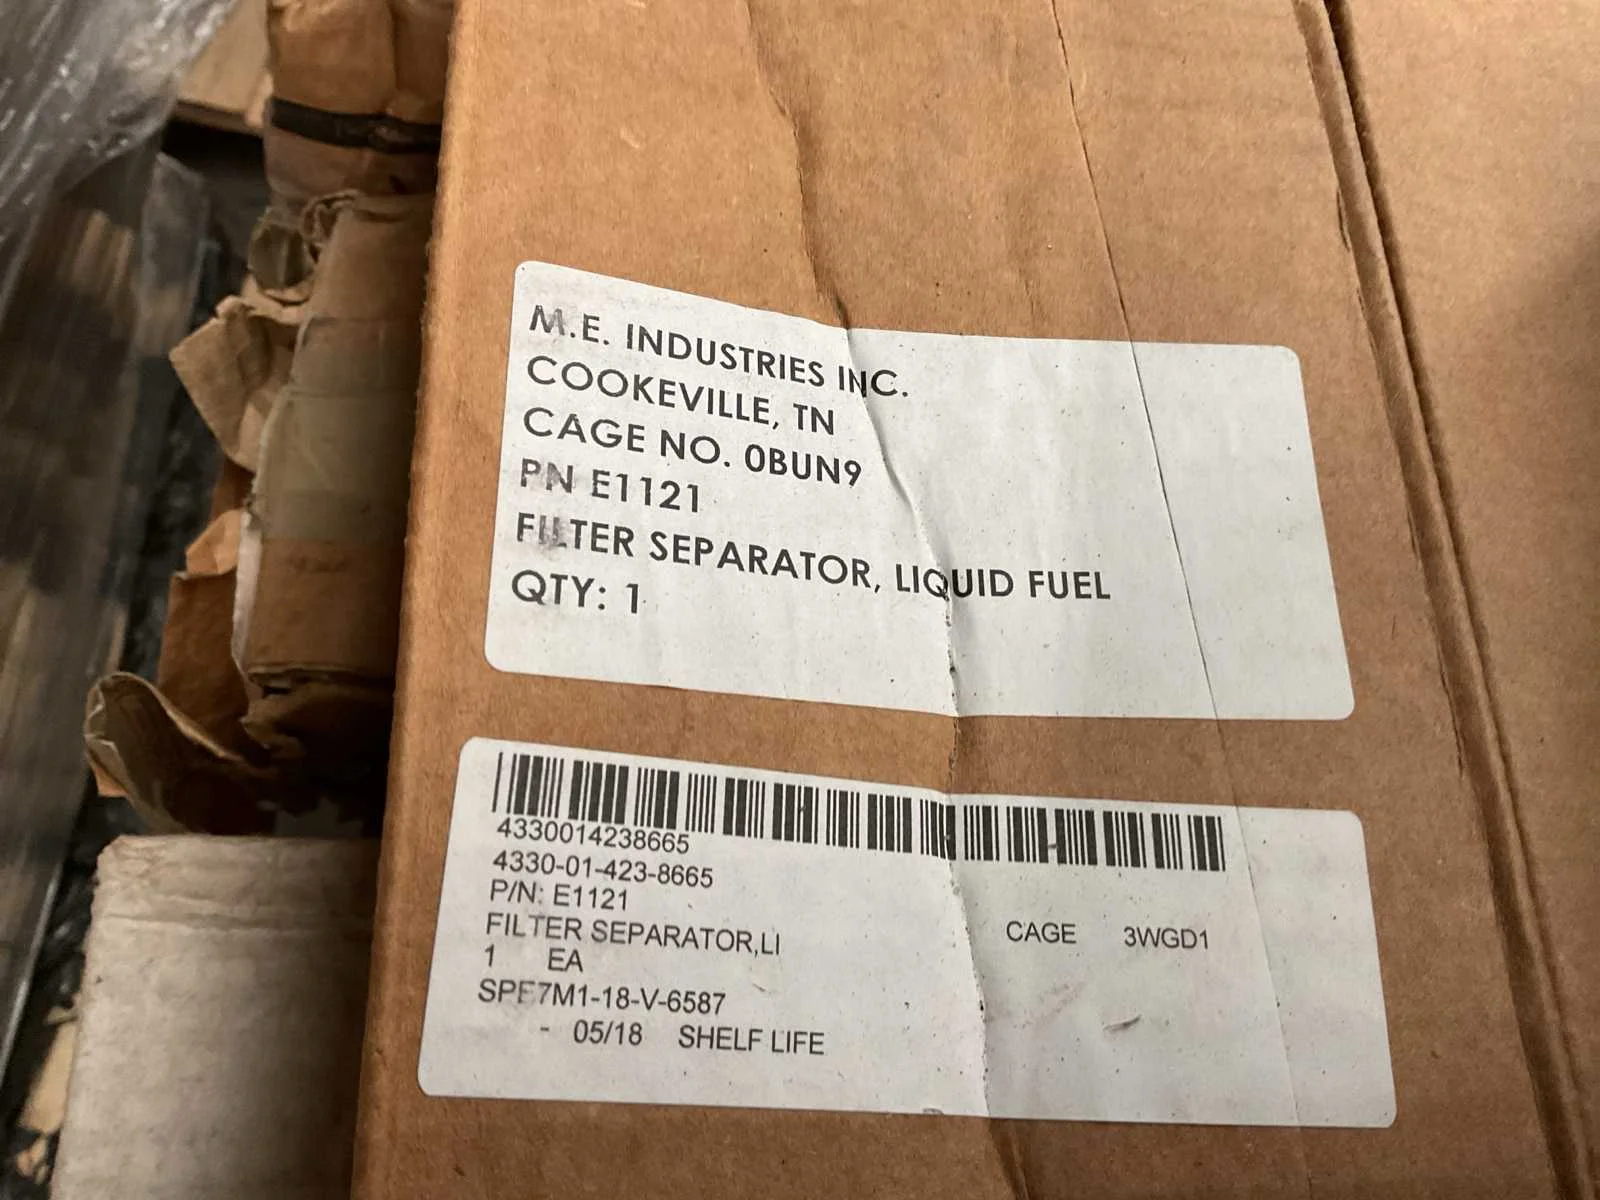 M.E. INDUSTRIES INC.
COOKEVILLE, TN
CAGE NO. 0BUN9
PN E1121
FILTER SEPARATOR, LIQUID FUEL
QTY: 1
4330014238665
4330-01-423-8665
P/N: E1121
FILTER SEPARATOR,LI
1 EA
CAGE 3WGD1
SPE7M1-18-V-6587
- 05/18 SHELF LIFE